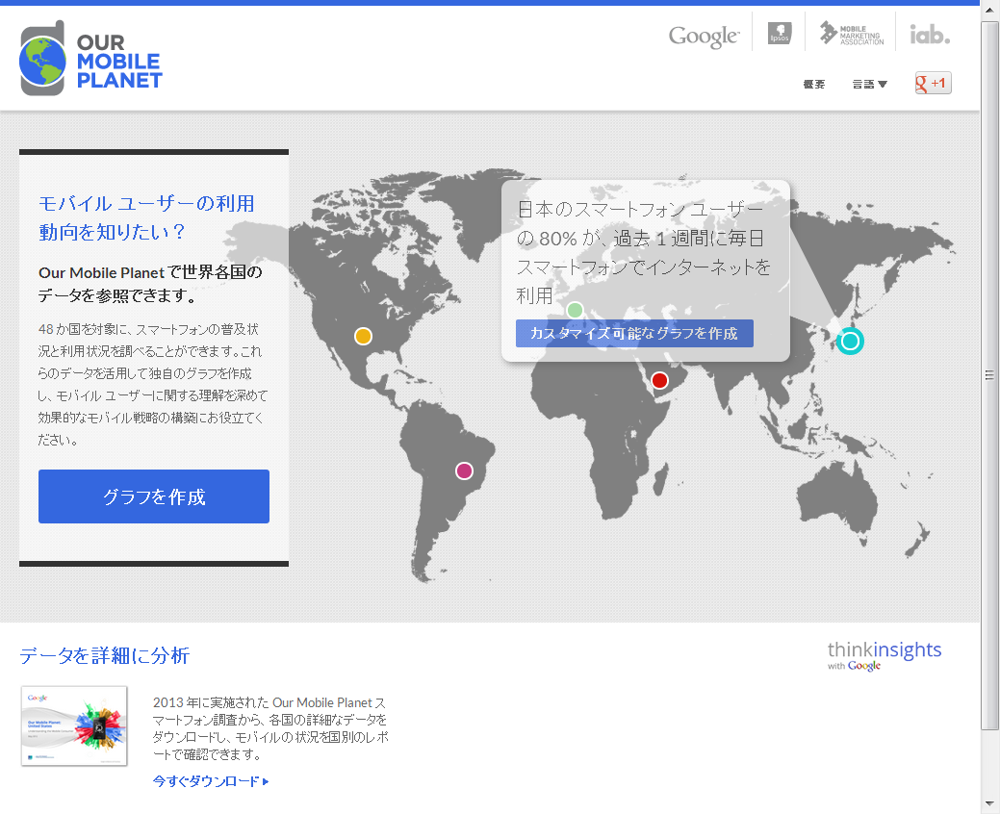 OUR
MOBILE
PLANET
Google
Ipsos
MOBILE
MARKETING
ASSOCIATION
iab.
概要
言語▼
g +1
モバイル ユーザーの利用
動向を知りたい？
Our Mobile Planet で世界各国の
データを参照できます。
48 か国を対象に、スマートフォンの普及状
況と利用状況を調べることができます。これ
らのデータを活用して独自のグラフを作成
し、モバイル ユーザーに関する理解を深めて
効果的なモバイル戦略の構築にお役立てく
ださい。
グラフを作成
日本のスマートフォン ユーザー
の 80% が、過去 1 週間に毎日
スマートフォンでインターネットを
利用
カスタマイズ可能なグラフを作成
データを詳細に分析
thinkinsights
with Google
Google
Our Mobile Planet:
United States
2013 年に実施された Our Mobile Planet ス
マートフォン調査から、各国の詳細なデータを
ダウンロードし、モバイルの状況を国別のレポ
ートで確認できます。
今すぐダウンロード